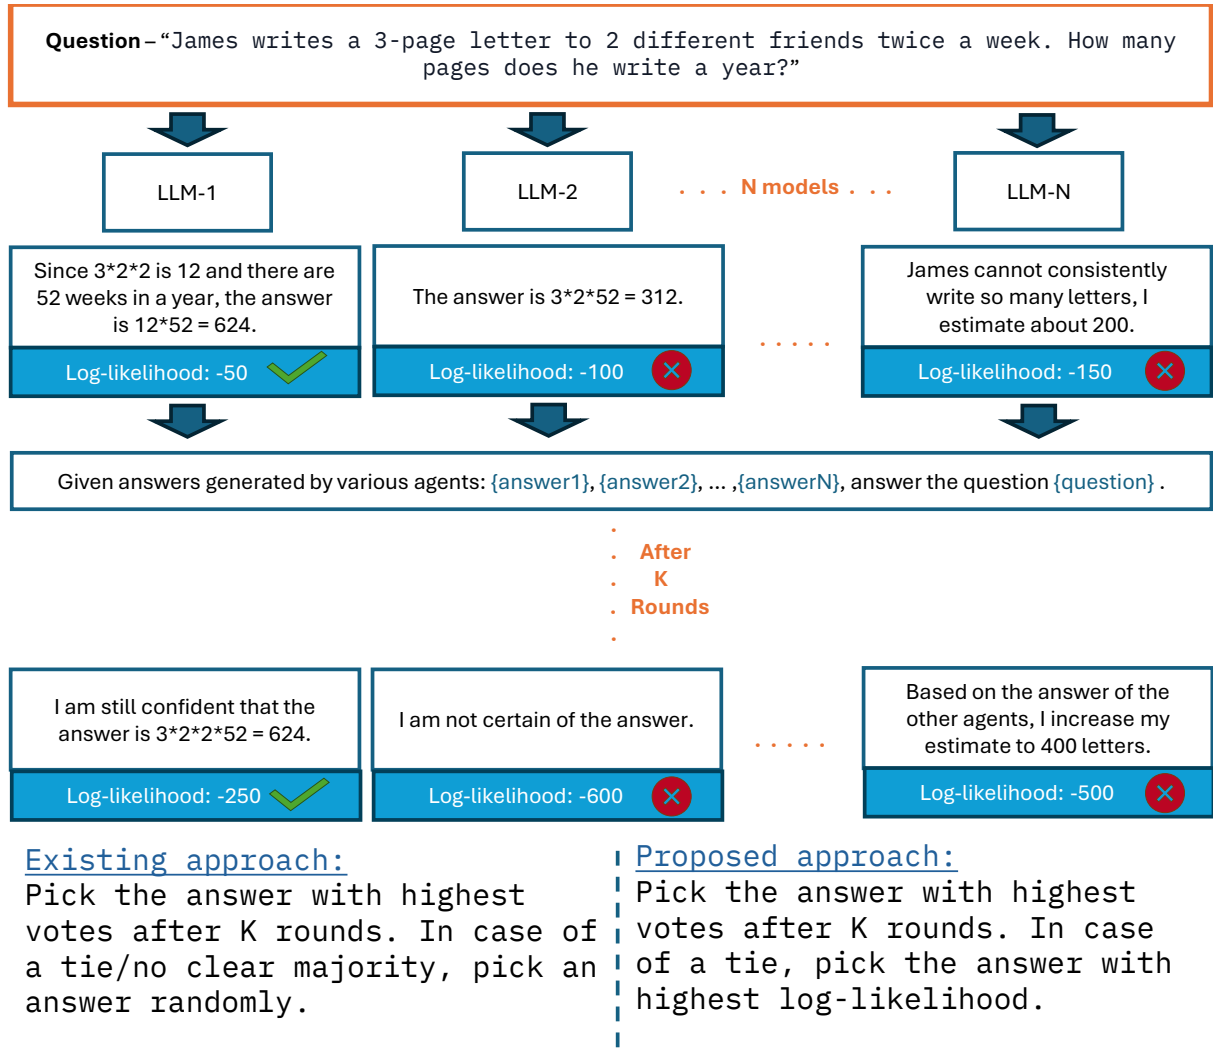 Question – “James writes a 3-page letter to 2 different friends twice a week. How many
pages does he write a year?”
LLM-1
LLM-2
. . . N models . . .
LLM-N
Since 3*2*2 is 12 and there are
52 weeks in a year, the answer
is 12*52 = 624.
Log-likelihood: -50
The answer is 3*2*52 = 312.
Log-likelihood: -100
. . . . .
James cannot consistently
write so many letters, I
estimate about 200.
Log-likelihood: -150
Given answers generated by various agents: {answer1}, {answer2}, ... ,{answerN}, answer the question {question} .
.
. After
. K
. Rounds
.
I am still confident that the
answer is 3*2*2*52 = 624.
Log-likelihood: -250
I am not certain of the answer.
Log-likelihood: -600
. . . . .
Based on the answer of the
other agents, I increase my
estimate to 400 letters.
Log-likelihood: -500
Existing approach:
Pick the answer with highest
votes after K rounds. In case of
a tie/no clear majority, pick an
answer randomly.
Proposed approach:
Pick the answer with highest
votes after K rounds. In case
of a tie, pick the answer with
highest log-likelihood.